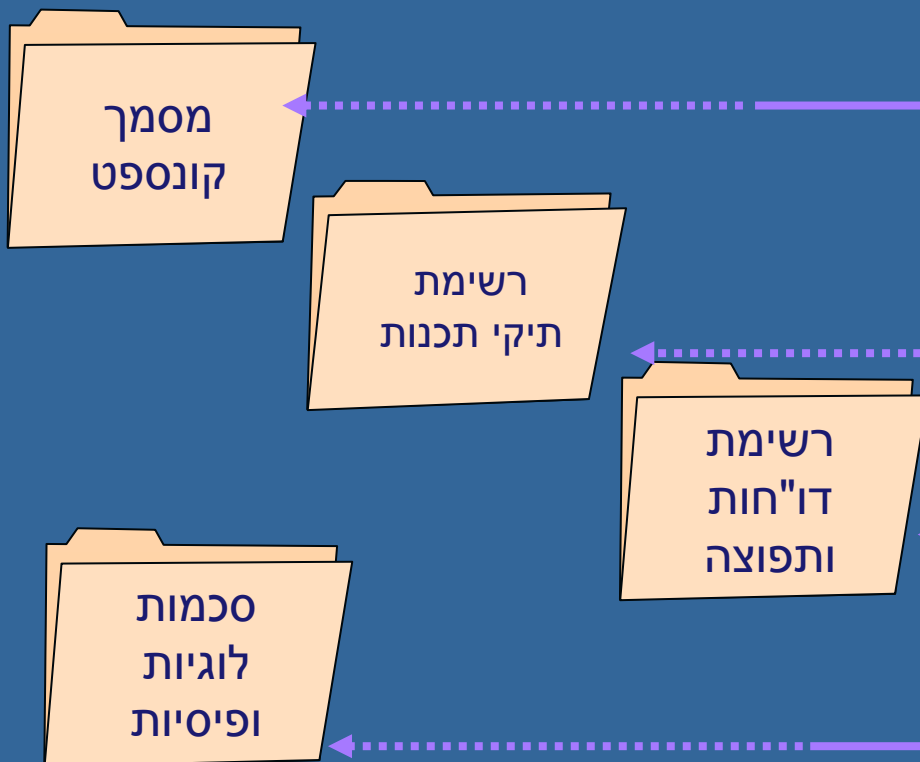 מסמך
קונספט
רשימת
תיקי תכנות
רשימת
דו"חות
ותפוצה
סכמות
לוגיות
ופיסיות